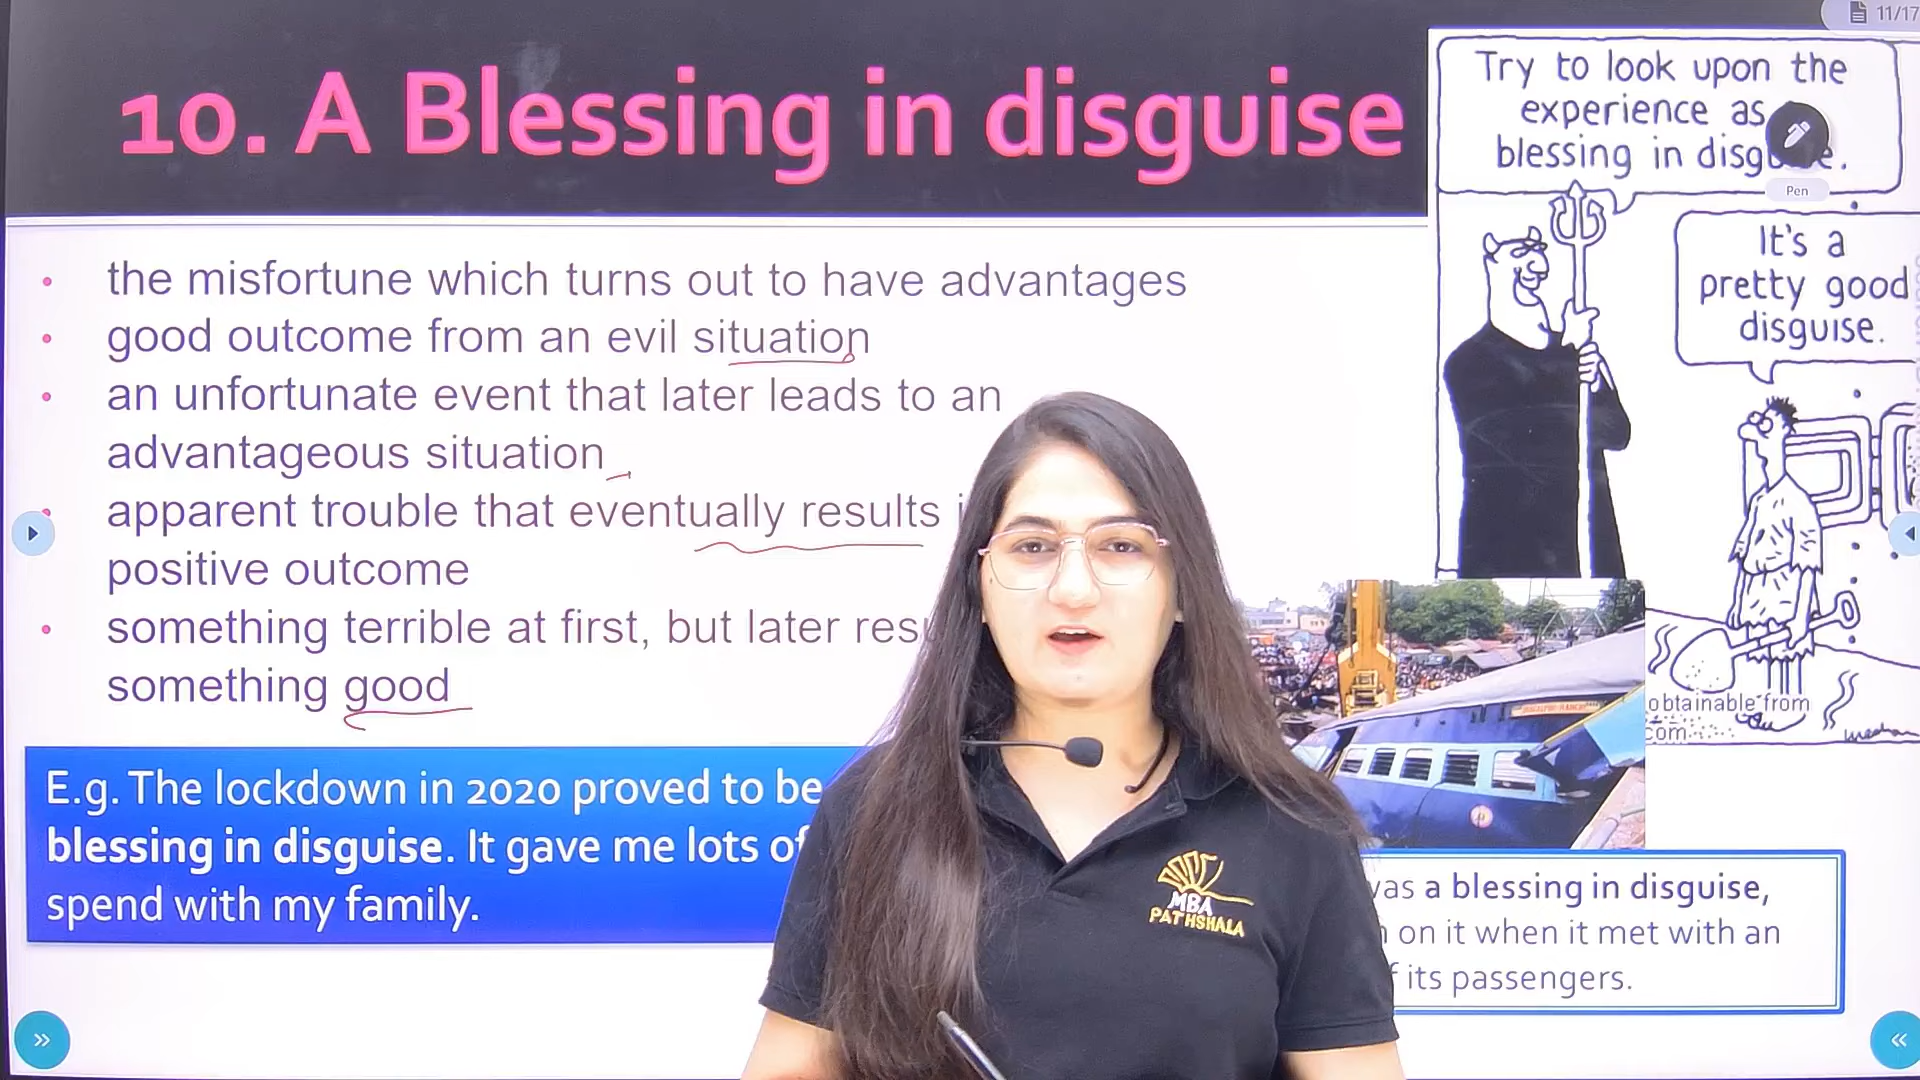 11/17
10. A Blessing in disguise
Try to look upon the
experience as
blessing in
Pen
It's a
pretty good
disguise.
• the misfortune which turns out to have advantages
• good outcome from an evil situation
• an unfortunate event that later leads to an
advantageous situation
• apparent trouble that eventually results
positive outcome
• something terrible at first, but later
something good
E.g. The lockdown in 2020 proved to be
blessing in disguise. It gave me lots
spend with my family.
obtainable from
com
MBA
PATHSHALA
a blessing in disguise,
on it when it met with an
its passengers.